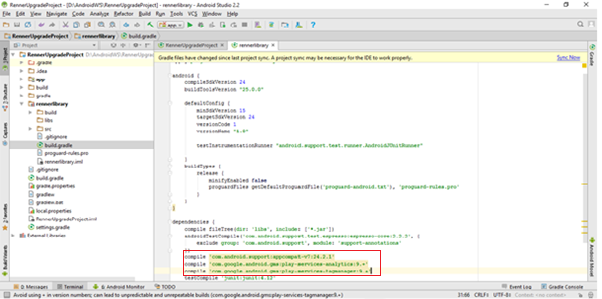 RennerUpgradeProject - [D:\AndroidWS\RennerUpgradeProject] - [rennerlibrary] - Android Studio 2.2
File Edit View Navigate Code Analyze Refactor Build Run Tools VCS Window Help
app
RennerUpgradeProject rennerlibrary build.gradle
Project
RennerUpgradeProject rennerlibrary
Gradle files have changed since last project sync. A project sync may be necessary for the IDE to work properly. Sync Now
RennerUpgradeProject
.gradle
.idea
app
build
gradle
rennerlibrary
build
libs
src
.gitignore
build.gradle
proguard-rules.pro
rennerlibrary.iml
.gitignore
build.gradle
gradle.properties
gradlew
gradlew.bat
local.properties
RennerUpgradeProject.iml
settings.gradle
External Libraries
android {
compileSdkVersion 24
buildToolsVersion "25.0.0"
defaultConfig {
minSdkVersion 15
targetSdkVersion 24
versionCode 1
versionName "1.0"
testInstrumentationRunner "android.support.test.runner.AndroidJUnitRunner"
}
buildTypes {
release {
minifyEnabled false
proguardFiles getDefaultProguardFile('proguard-android.txt'), 'proguard-rules.pro'
}
}
}
dependencies {
compile fileTree(dir: 'libs', include: ['*.jar'])
androidTestCompile('com.android.support.test.espresso:espresso-core:2.2.2', {
exclude group: 'com.android.support', module: 'support-annotations'
})
compile 'com.android.support:appcompat-v7:24.2.1'
compile 'com.google.android.gms:play-services-analytics:9.+'
compile 'com.google.android.gms:play-services-tagmanager:9.+'
testCompile 'junit:junit:4.12'
1: Project
2: Structure
Captures
2: Favorites
Build Variants
Gradle
Android Model
0: Messages Terminal 6: Android Monitor TODO Event Log Gradle Console
Avoid using + in version numbers; can lead to unpredictable and unrepeatable builds (com.google.android.gms:play-services-tagmanager:9.+)
31:66 CRLF UTF-8 Context: <no context>